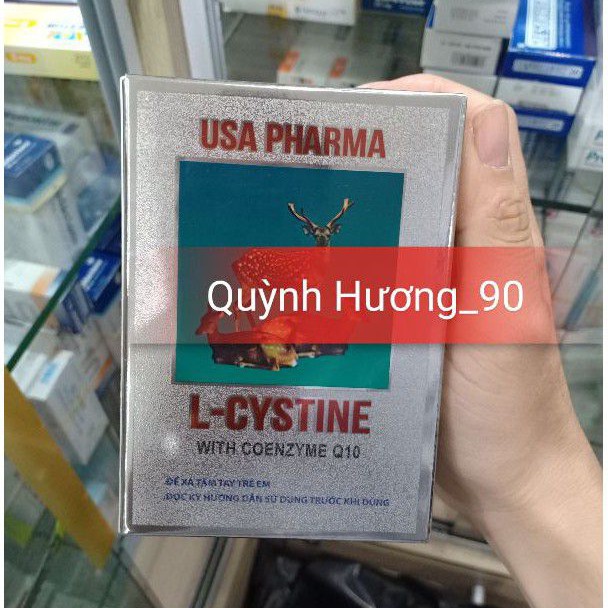 USA PHARMA
Quỳnh Hương_90
L-CYSTINE
WITH COENZYME Q10
ĐỂ XA TẦM TAY TRẺ EM
ĐỌC KỸ HƯỚNG DẪN SỬ DỤNG TRƯỚC KHI DÙNG